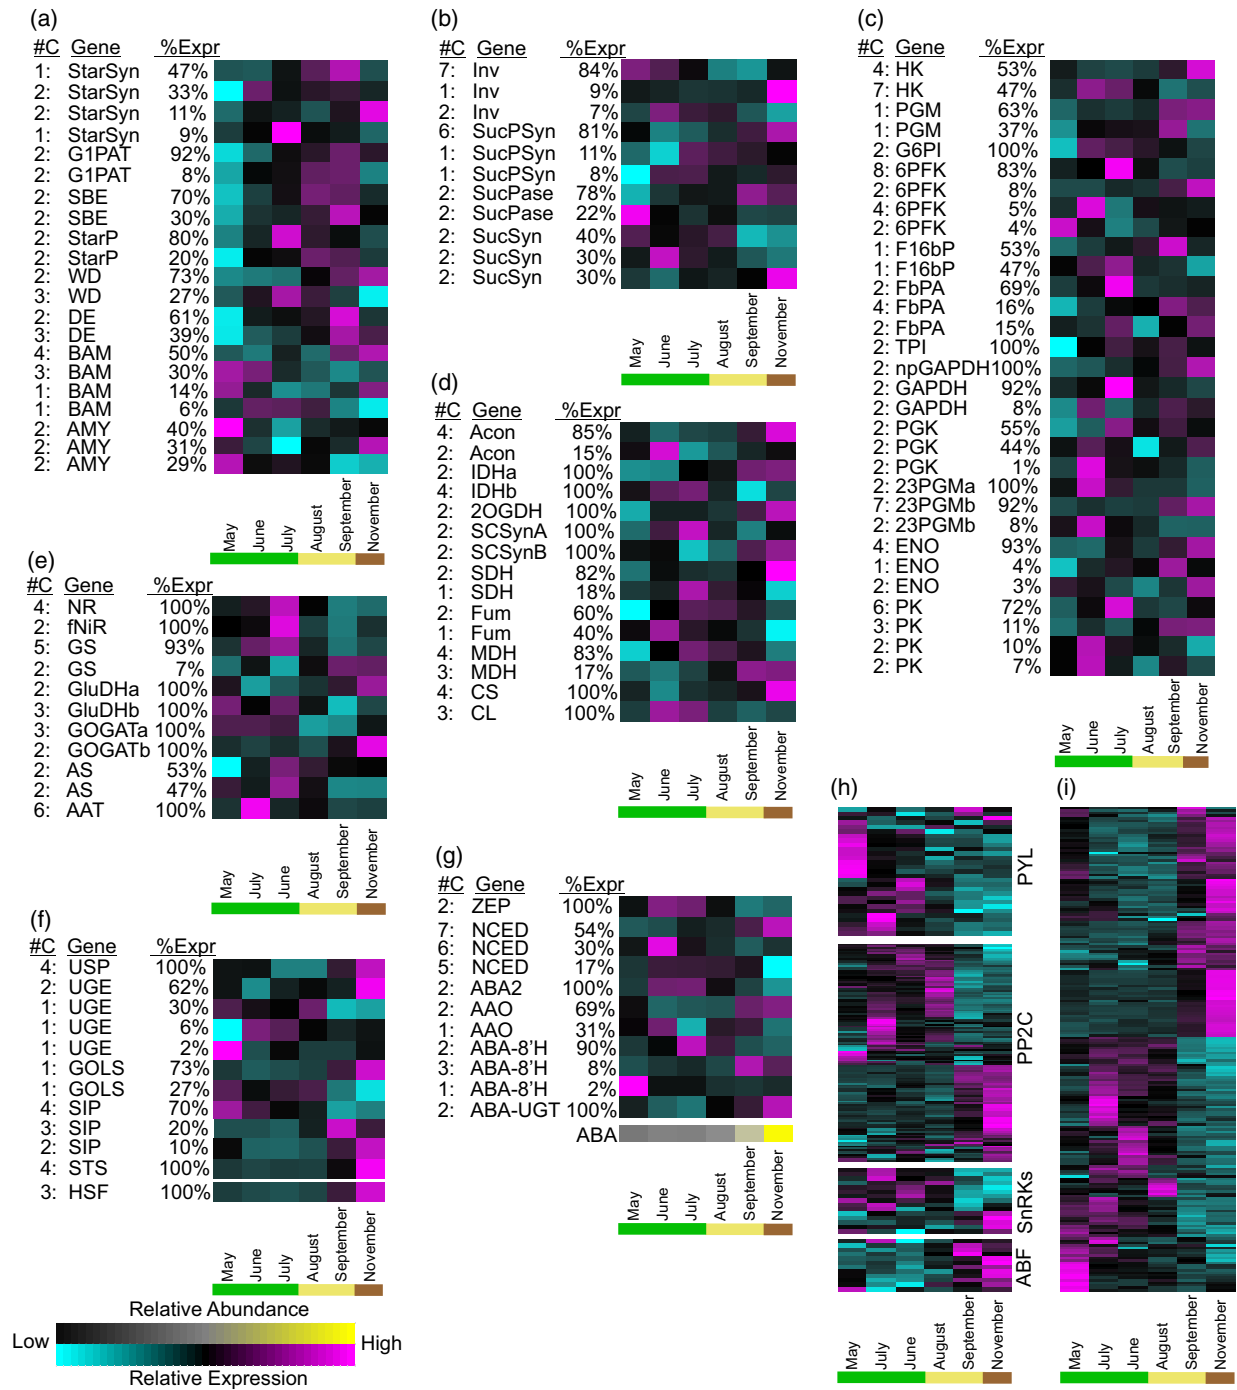 (a)
#C Gene %Expr
1: StarSyn 47%
2: StarSyn 33%
2: StarSyn 11%
1: StarSyn 9%
2: G1PAT 92%
2: G1PAT 8%
2: SBE 70%
2: SBE 30%
2: StarP 80%
2: StarP 20%
2: WD 73%
3: WD 27%
2: DE 61%
3: DE 39%
4: BAM 50%
3: BAM 30%
1: BAM 14%
1: BAM 6%
2: AMY 40%
2: AMY 31%
2: AMY 29%
May
June
July
August
September
November
(b)
#C Gene %Expr
7: Inv 84%
1: Inv 9%
2: Inv 7%
6: SucPSyn 81%
1: SucPSyn 11%
1: SucPSyn 8%
2: SucPase 78%
2: SucPase 22%
2: SucSyn 40%
2: SucSyn 30%
2: SucSyn 30%
May
June
July
August
September
November
(c)
#C Gene %Expr
4: HK 53%
7: HK 47%
1: PGM 63%
1: PGM 37%
2: G6PI 100%
8: 6PFK 83%
2: 6PFK 8%
4: 6PFK 5%
2: 6PFK 4%
1: F16bP 53%
1: F16bP 47%
2: FbPA 69%
4: FbPA 16%
2: FbPA 15%
2: TPI 100%
2: npGAPDH 100%
2: GAPDH 92%
2: GAPDH 8%
2: PGK 55%
2: PGK 44%
2: PGK 1%
2: 23PGMa 100%
7: 23PGMb 92%
2: 23PGMb 8%
4: ENO 93%
1: ENO 4%
2: ENO 3%
6: PK 72%
3: PK 11%
2: PK 10%
2: PK 7%
May
June
July
August
September
November
(d)
#C Gene %Expr
4: Acon 85%
2: Acon 15%
2: IDHa 100%
4: IDHb 100%
2: 2OGDH 100%
2: SCSynA 100%
2: SCSynB 100%
2: SDH 82%
1: SDH 18%
2: Fum 60%
1: Fum 40%
4: MDH 83%
3: MDH 17%
4: CS 100%
3: CL 100%
May
June
July
August
September
November
(e)
#C Gene %Expr
4: NR 100%
2: fNiR 100%
5: GS 93%
2: GS 7%
2: GluDHa 100%
3: GluDHb 100%
3: GOGATa 100%
2: GOGATb 100%
2: AS 53%
2: AS 47%
6: AAT 100%
May
July
June
August
September
November
(f)
#C Gene %Expr
4: USP 100%
2: UGE 62%
1: UGE 30%
1: UGE 6%
1: UGE 2%
1: GOLS 73%
1: GOLS 27%
4: SIP 70%
3: SIP 20%
2: SIP 10%
4: STS 100%
3: HSF 100%
May
June
July
August
September
November
(g)
#C Gene %Expr
2: ZEP 100%
7: NCED 54%
6: NCED 30%
5: NCED 17%
2: ABA2 100%
2: AAO 69%
1: AAO 31%
2: ABA-8'H 90%
3: ABA-8'H 8%
1: ABA-8'H 2%
2: ABA-UGT 100%
ABA
May
June
July
August
September
November
(h)
PYL
PP2C
SnRKs
ABF
May
July
June
August
September
November
(i)
May
July
June
August
September
November
Relative Abundance
Low High
Relative Expression